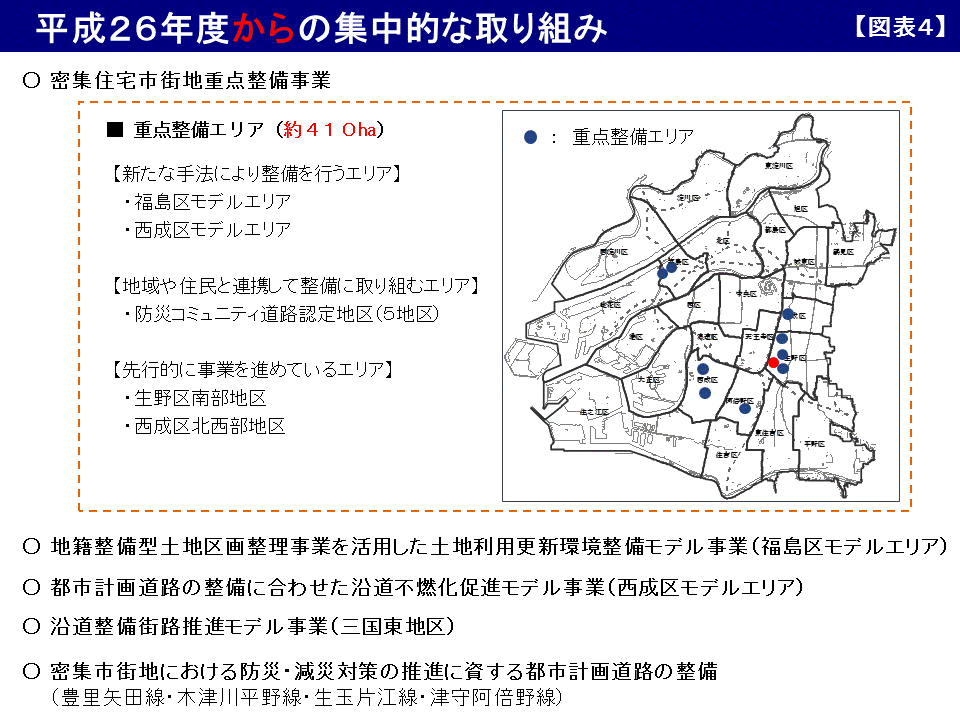 平成２６年度からの集中的な取り組み
【図表４】
○ 密集住宅市街地重点整備事業
■ 重点整備エリア（約４１０ha）
【新たな手法により整備を行うエリア】
・福島区モデルエリア
・西成区モデルエリア
【地域や住民と連携して整備に取り組むエリア】
・防災コミュニティ道路認定地区（５地区）
【先行的に事業を進めているエリア】
・生野区南部地区
・西成区北西部地区
● ： 重点整備エリア
東淀川区
淀川区
旭区
都島区
北区
西淀川区
鶴見区
城東区
福島区
中央区
此花区
西区
港区
浪速区
天王寺区
生野区
大正区
西成区
阿倍野区
住之江区
東住吉区
平野区
住吉区
○ 地籍整備型土地区画整理事業を活用した土地利用更新環境整備モデル事業（福島区モデルエリア）
○ 都市計画道路の整備に合わせた沿道不燃化促進モデル事業（西成区モデルエリア）
○ 沿道整備街路推進モデル事業（三国東地区）
○ 密集市街地における防災・減災対策の推進に資する都市計画道路の整備
（豊里矢田線・木津川平野線・生玉片江線・津守阿倍野線）